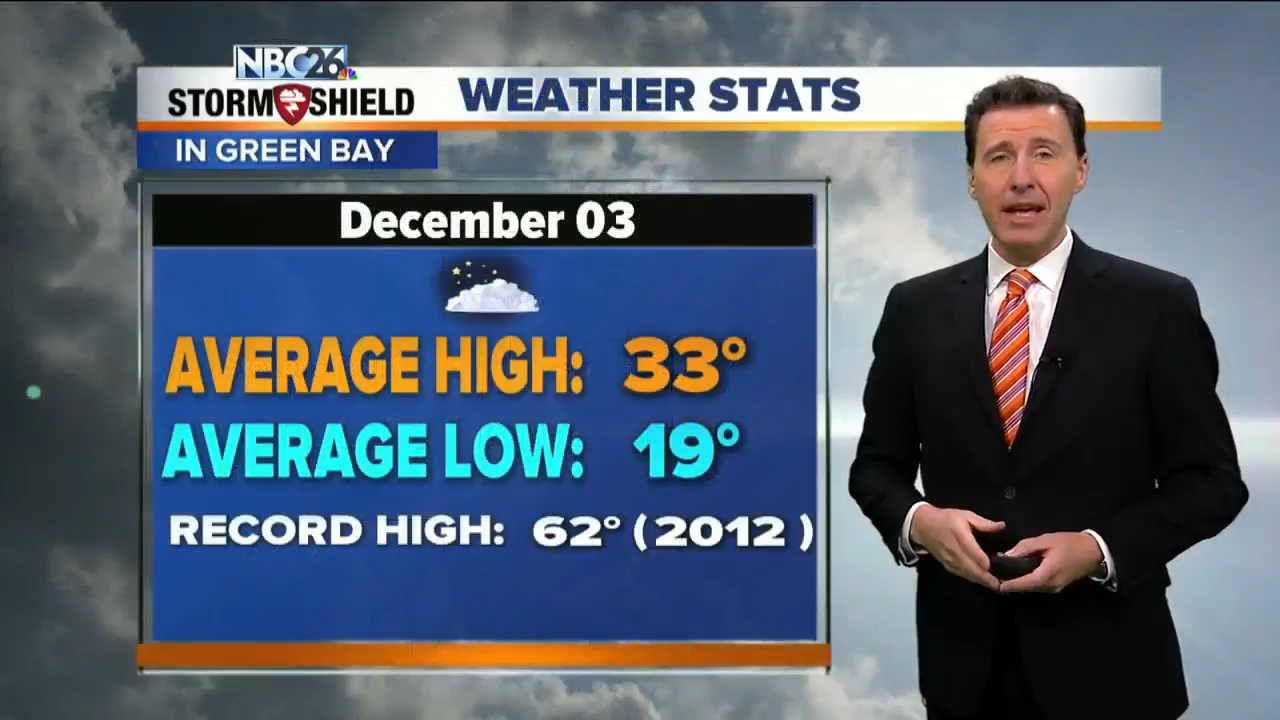 NBC26
STORM SHIELD
WEATHER STATS
IN GREEN BAY
December 03
AVERAGE HIGH: 33°
AVERAGE LOW: 19°
RECORD HIGH: 62° (2012 )